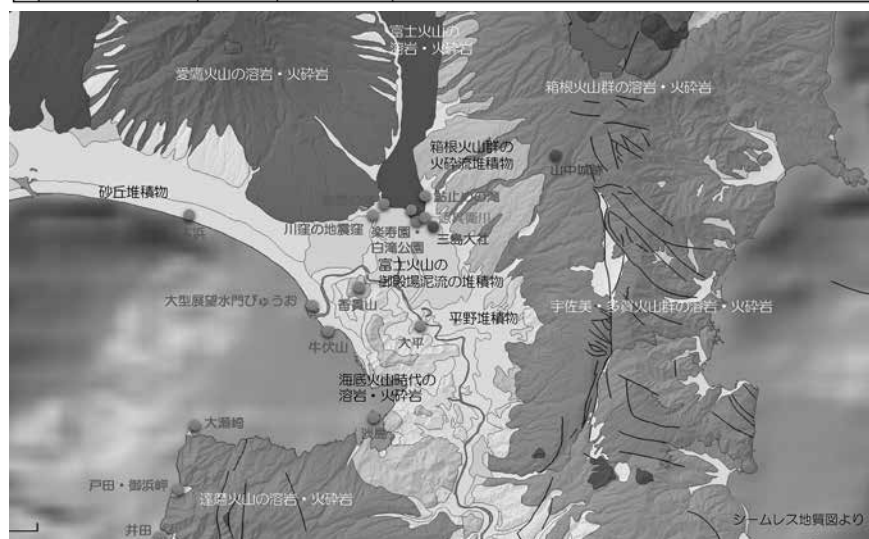 富士火山の
溶岩・火砕岩
愛鷹火山の溶岩・火砕岩
箱根火山群の溶岩・火砕岩
箱根火山群の
火砕流堆積物
山中城跡
砂丘堆積物
鮎止めの滝
川窪の地震窪
楽寿園
白滝公園
三島大社
富士火山の
御殿場泥流の堆積物
香貫山
大型展望水門びゅうお
平野堆積物
宇佐美・多賀火山群の溶岩・火砕岩
牛伏山
大平
海底火山時代の
溶岩・火砕岩
大瀬崎
淡島
戸田・御浜岬
達磨火山の溶岩・火砕岩
井田
シームレス地質図より